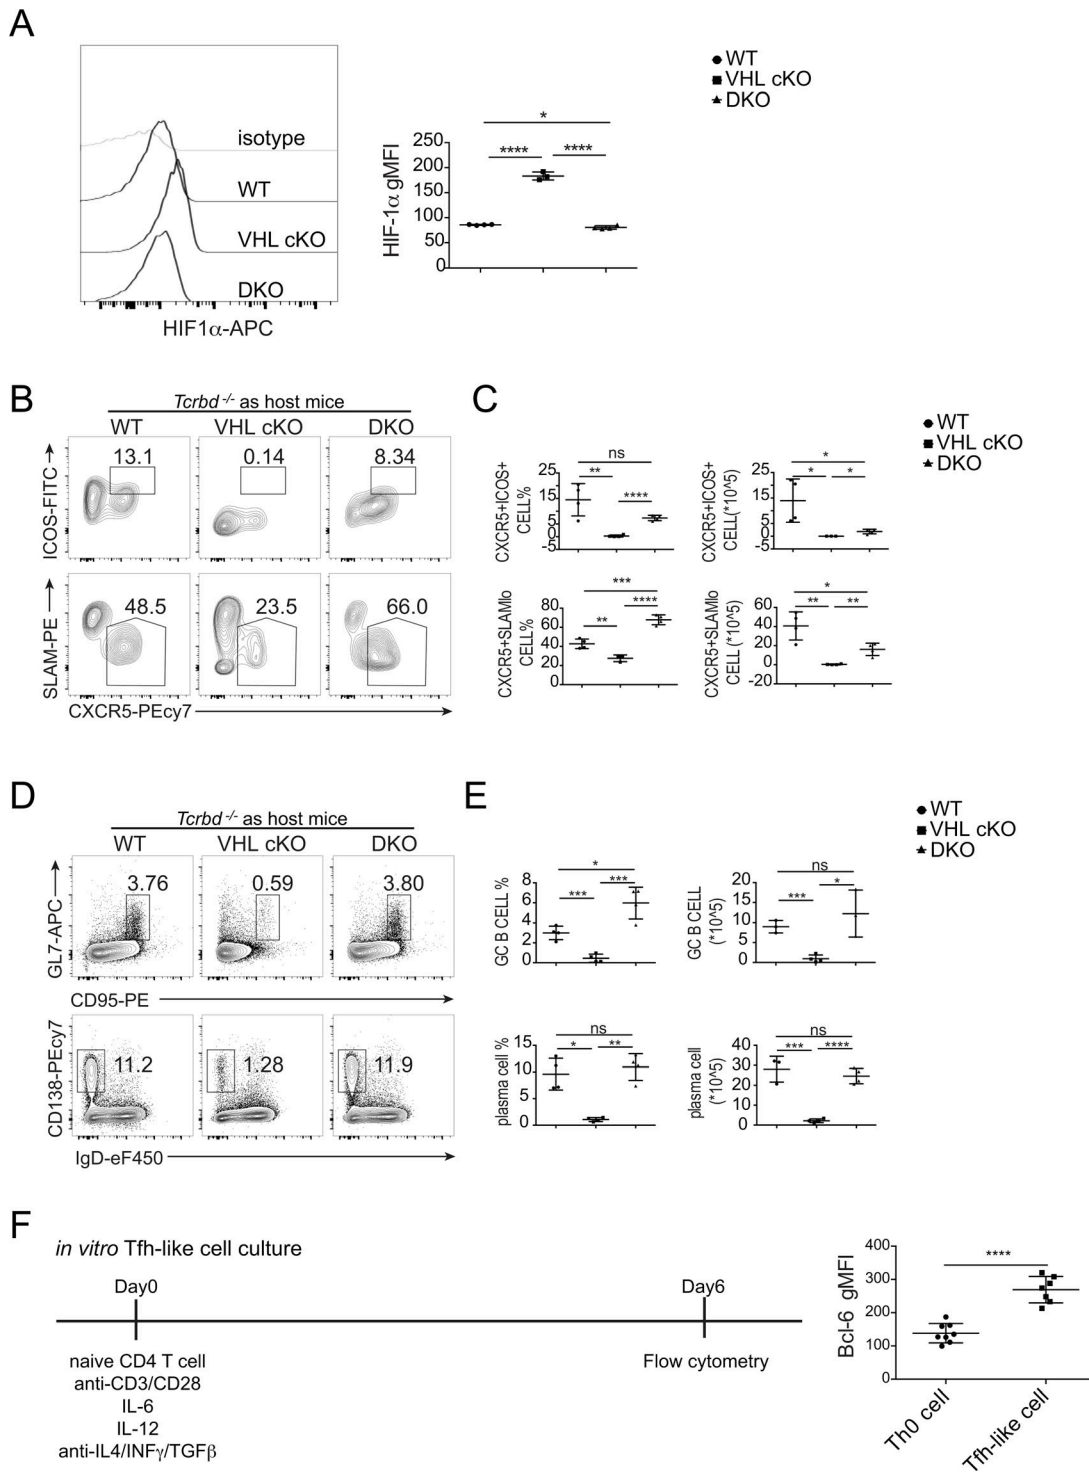 A
isotype
WT
VHL cKO
DKO
HIF1α-APC
HIF-1α gMFI
250
200
150
100
50
0
*
**** ****
WT
VHL cKO
DKO
B
Tcrbd -/- as host mice
WT VHL cKO DKO
ICOS-FITC
13.1 0.14 8.34
SLAM-PE
48.5 23.5 66.0
CXCR5-PEcy7
C
WT
VHL cKO
DKO
CXCR5+ICOS+
CELL%
25
15
5
0
-5
ns
** ****
CXCR5+ICOS+
CELL(*10^5)
25
15
5
0
-5
*
* *
CXCR5+SLAMlo
CELL%
80
60
40
20
0
***
** ****
CXCR5+SLAMlo
CELL (*10^5)
60
40
20
0
-20
*
** **
D
Tcrbd -/- as host mice
WT VHL cKO DKO
GL7-APC
3.76 0.59 3.80
CD95-PE
CD138-PEcy7
11.2 1.28 11.9
IgD-eF450
E
WT
VHL cKO
DKO
GC B CELL %
8
6
4
2
0
*
*** ***
GC B CELL
(*10^5)
20
15
10
5
0
ns
*** *
plasma cell %
15
10
5
0
ns
* **
plasma cell
(*10^5)
40
30
20
10
0
ns
*** ****
F
in vitro Tfh-like cell culture
Day0 Day6
naive CD4 T cell Flow cytometry
anti-CD3/CD28
IL-6
IL-12
anti-IL4/INFγ/TGFβ
Bcl-6 gMFI
400
300
200
100
0
****
Th0 cell
Tfh-like cell